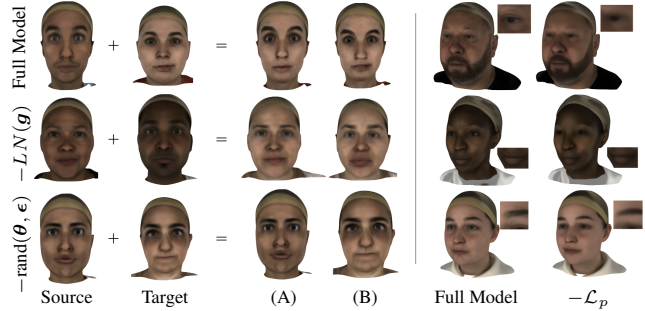 Full Model
+ =
−LN(g)
+ =
−rand(θ, ϵ)
+ =
Source Target (A) (B) Full Model −ℒₚ